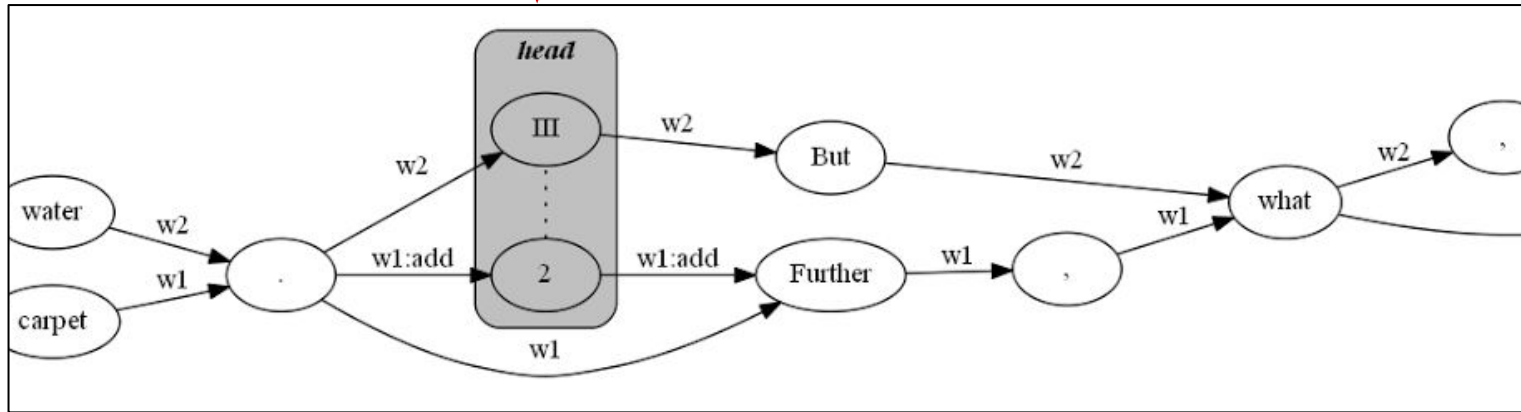 head
III
w2
But
w2
w2
,
w2
what
water
w2
w1
w1:add
w1:add
w1
.
2
Further
,
w1
carpet
w1